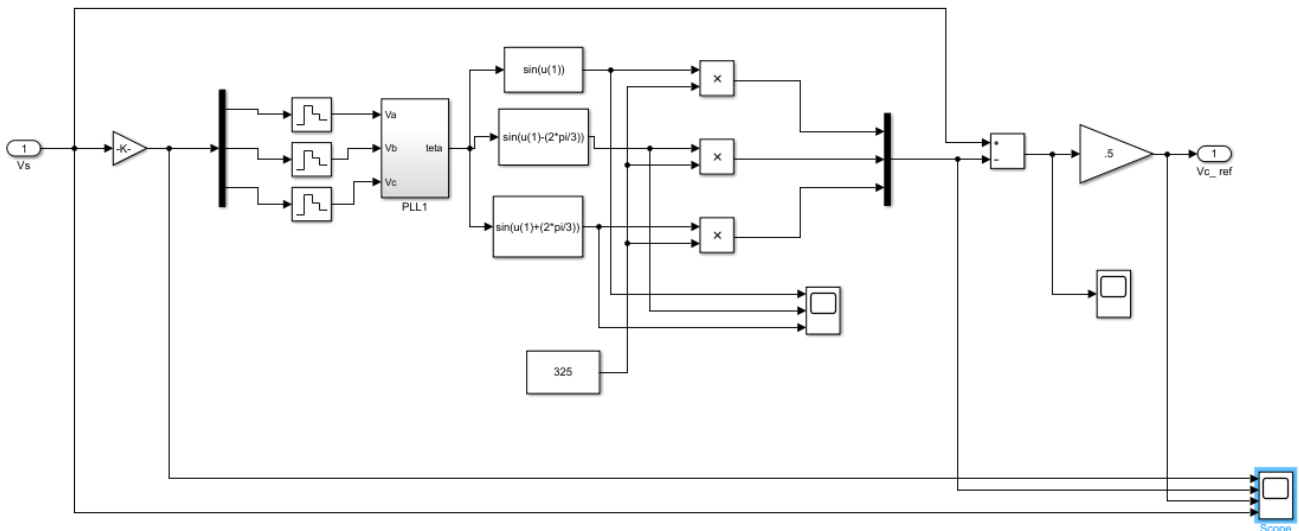 1
Vs
-K-
Va
Vb
Vc
teta
PLL1
sin(u(1))
sin(u(1)-(2*pi/3))
sin(u(1)+(2*pi/3))
×
×
×
325
+
−
.5
1
Vc_ ref
Scope